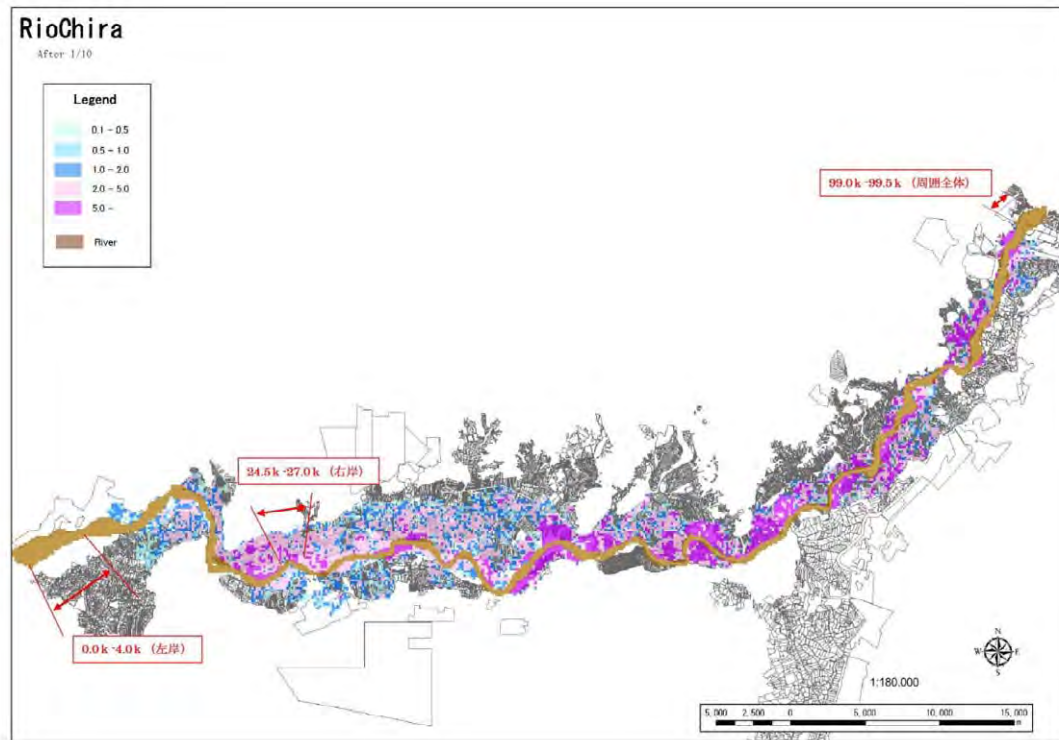 RioChira
After 1/10
Legend
0.1 - 0.5
0.5 - 1.0
1.0 - 2.0
2.0 - 5.0
5.0 -
River
99.0k-99.5k (周囲全体)
24.5k-27.0k (右岸)
0.0k-4.0k (左岸)
N
W E
S
1:180,000
5,000 2,500 0 5,000 10,000 15,000
m